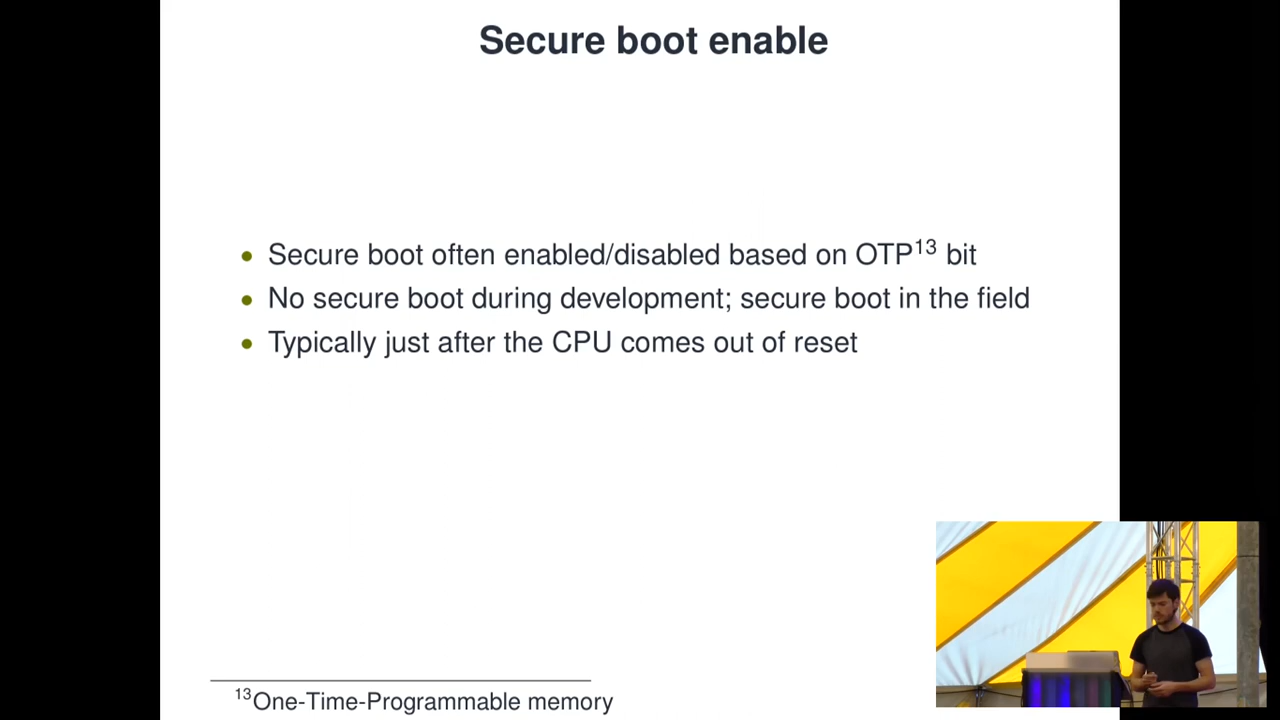 Secure boot enable
• Secure boot often enabled/disabled based on OTP¹³ bit
• No secure boot during development; secure boot in the field
• Typically just after the CPU comes out of reset
¹³One-Time-Programmable memory